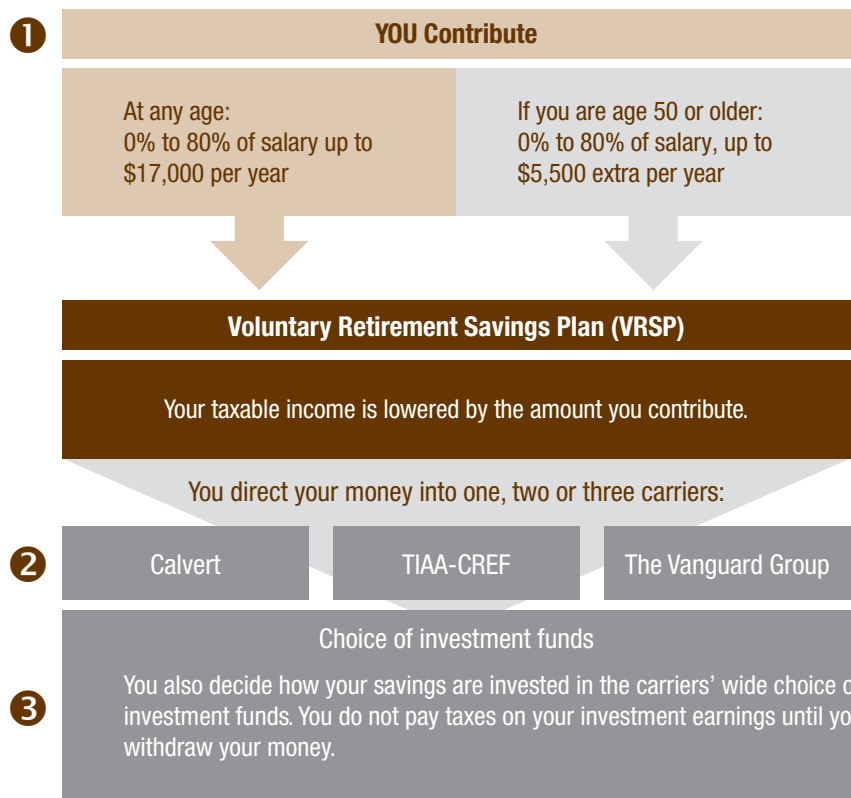 ❶
YOU Contribute
At any age:
0% to 80% of salary up to
$17,000 per year
If you are age 50 or older:
0% to 80% of salary, up to
$5,500 extra per year
Voluntary Retirement Savings Plan (VRSP)
Your taxable income is lowered by the amount you contribute.
You direct your money into one, two or three carriers:
❷
Calvert
TIAA-CREF
The Vanguard Group
❸
Choice of investment funds
You also decide how your savings are invested in the carriers’ wide choice
investment funds. You do not pay taxes on your investment earnings until
withdraw your money.